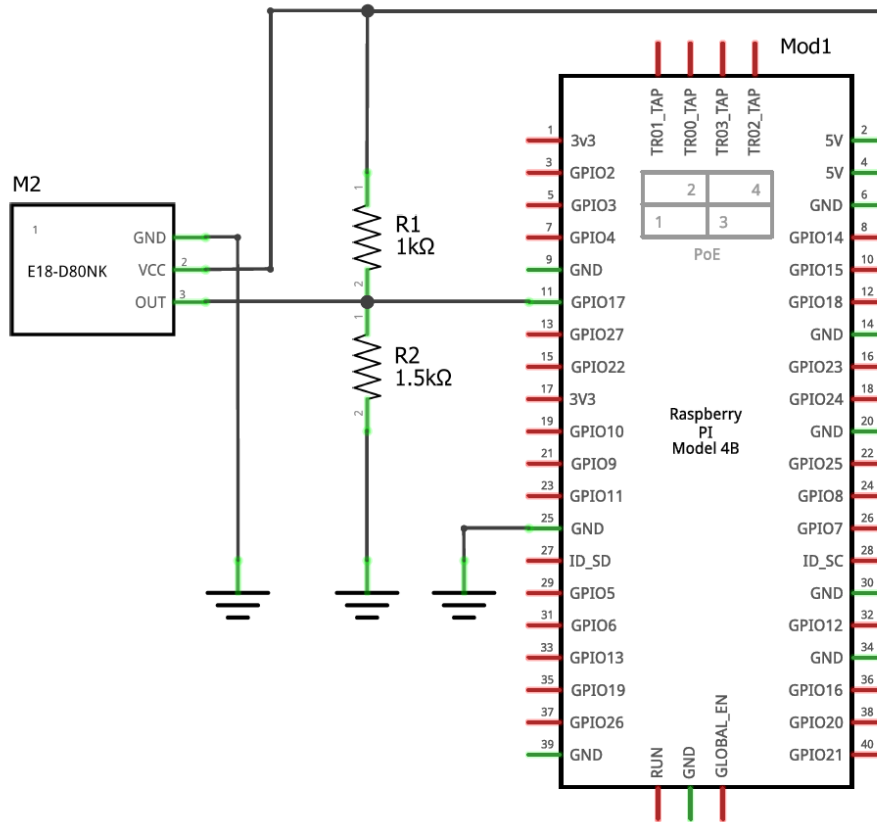 Mod1
TR01_TAP
TR00_TAP
TR03_TAP
TR02_TAP
2 4
1 3
PoE
M2
1
E18-D80NK
GND
VCC 2
OUT 3
1
R1
1kΩ
2
1
R2
1.5kΩ
2
1 3v3
3 GPIO2
5 GPIO3
7 GPIO4
9 GND
11 GPIO17
13 GPIO27
15 GPIO22
17 3V3
19 GPIO10
21 GPIO9
23 GPIO11
25 GND
27 ID_SD
29 GPIO5
31 GPIO6
33 GPIO13
35 GPIO19
37 GPIO26
39 GND
Raspberry
PI
Model 4B
5V 2
5V 4
GND 6
GPIO14 8
GPIO15 10
GPIO18 12
GND 14
GPIO23 16
GPIO24 18
GND 20
GPIO25 22
GPIO8 24
GPIO7 26
ID_SC 28
GND 30
GPIO12 32
GND 34
GPIO16 36
GPIO20 38
GPIO21 40
RUN
GND
GLOBAL_EN